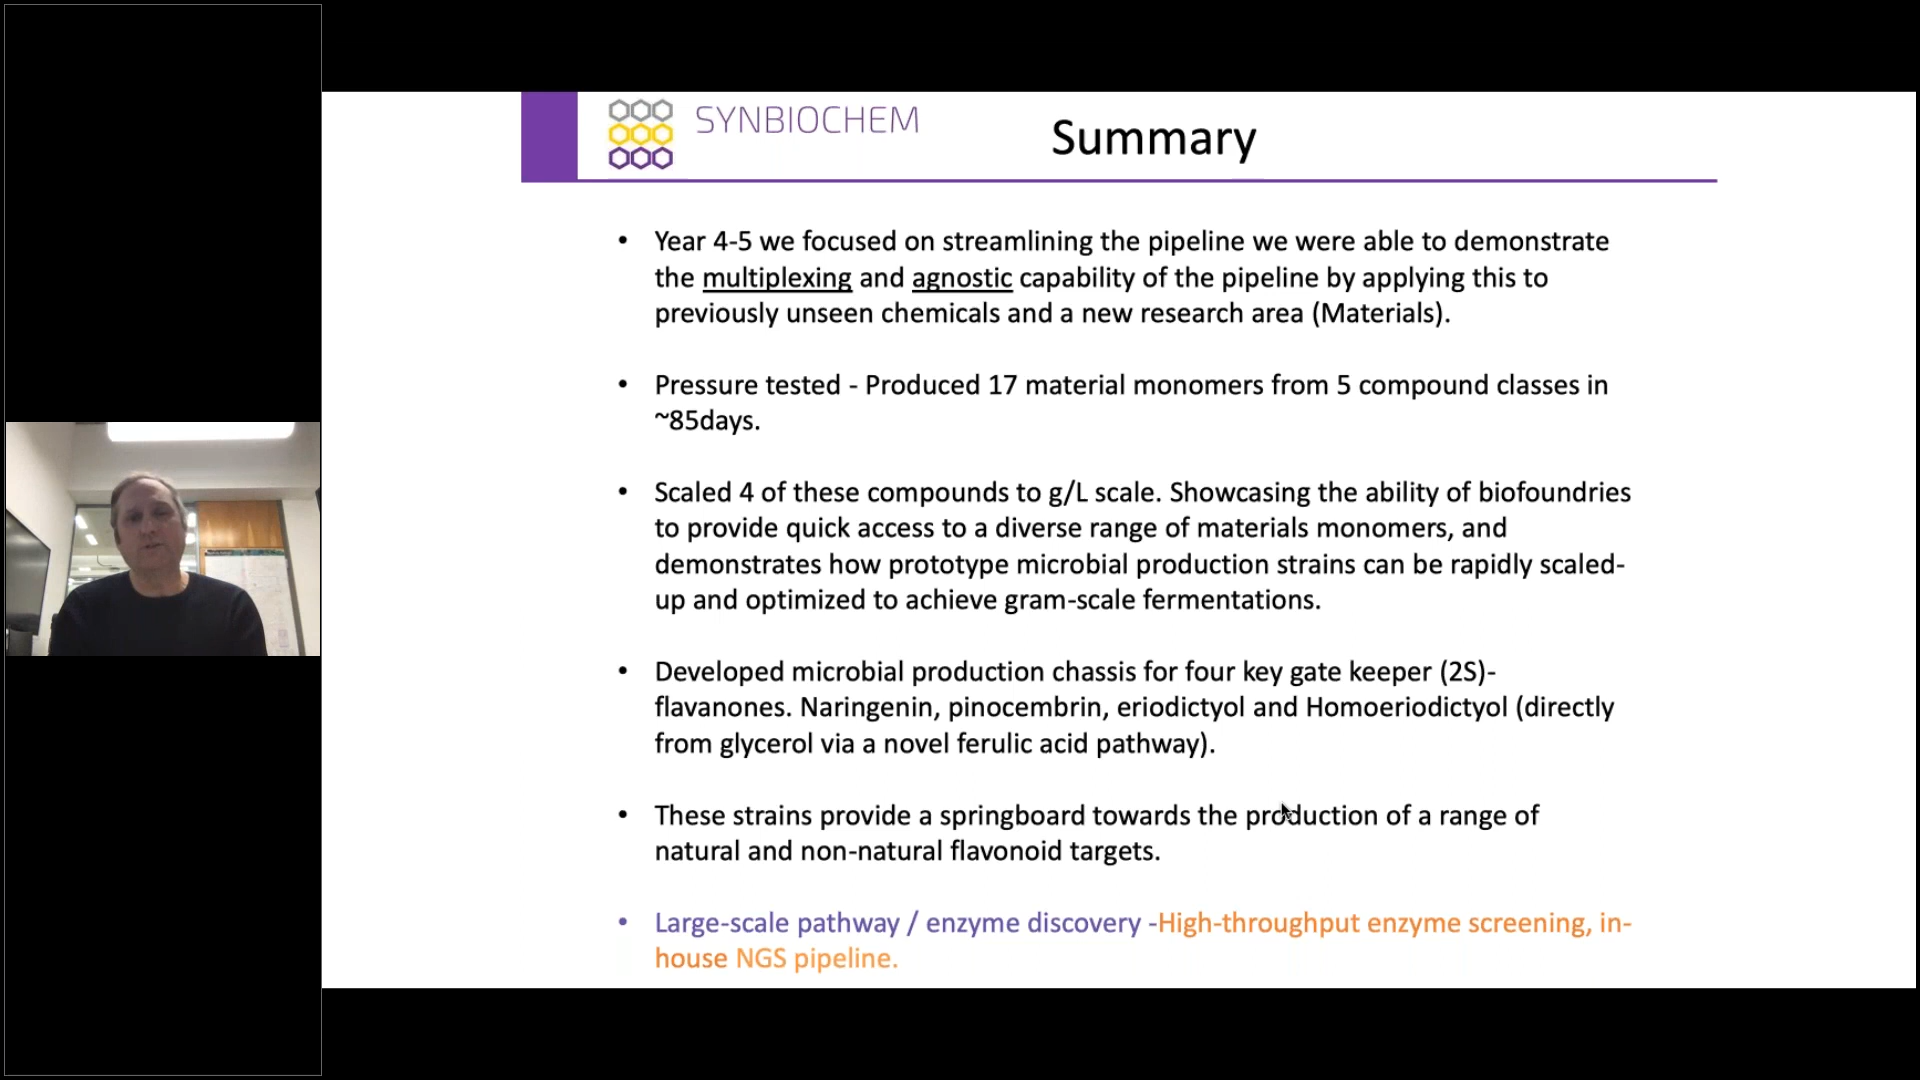 SYNBIOCHEM
Summary
• Year 4-5 we focused on streamlining the pipeline we were able to demonstrate
the multiplexing and agnostic capability of the pipeline by applying this to
previously unseen chemicals and a new research area (Materials).
• Pressure tested - Produced 17 material monomers from 5 compound classes in
~85days.
• Scaled 4 of these compounds to g/L scale. Showcasing the ability of biofoundries
to provide quick access to a diverse range of materials monomers, and
demonstrates how prototype microbial production strains can be rapidly scaled-
up and optimized to achieve gram-scale fermentations.
• Developed microbial production chassis for four key gate keeper (2S)-
flavanones. Naringenin, pinocembrin, eriodictyol and Homoeriodictyol (directly
from glycerol via a novel ferulic acid pathway).
• These strains provide a springboard towards the production of a range of
natural and non-natural flavonoid targets.
• Large-scale pathway / enzyme discovery -High-throughput enzyme screening, in-
house NGS pipeline.